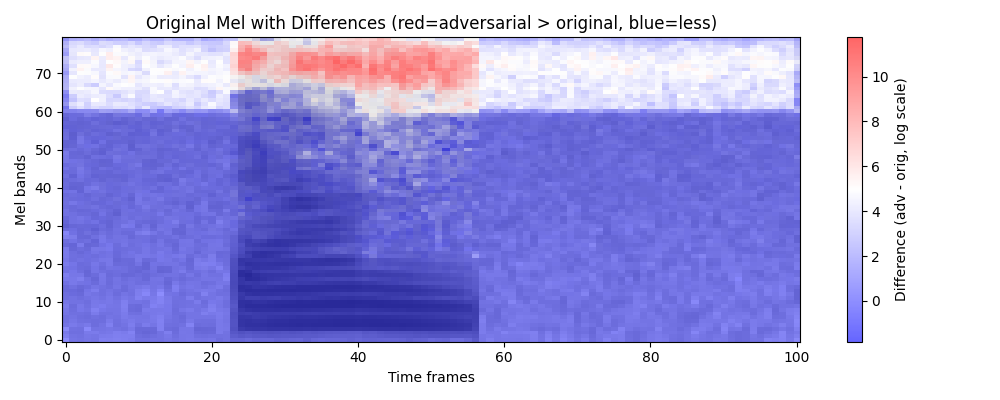 Original Mel with Differences (red=adversarial > original, blue=less)
Mel bands
70
60
50
40
30
20
10
0
0 20 40 60 80 100
Time frames
10
8
6
4
2
0
Difference (adv - orig, log scale)